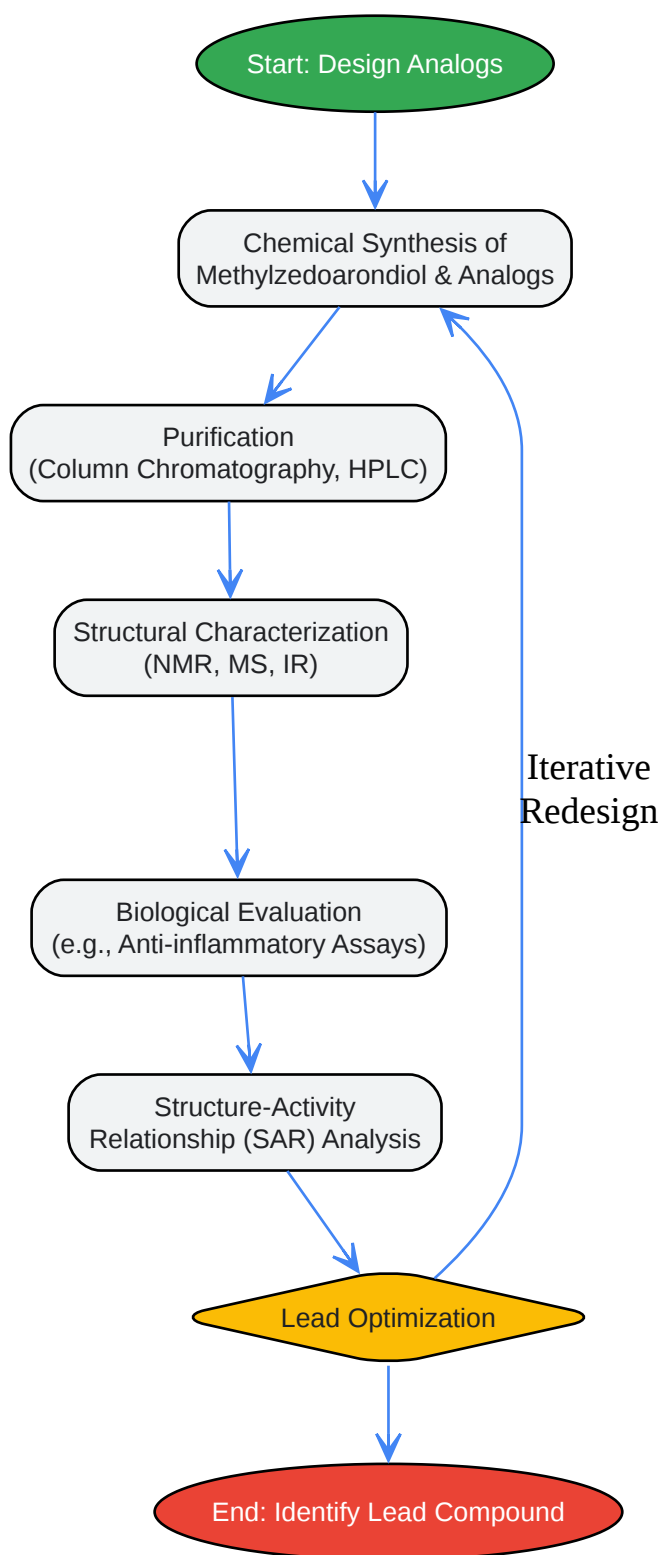 Start: Design Analogs
Chemical Synthesis of
Methylzedoarondiol & Analogs
Purification
(Column Chromatography, HPLC)
Structural Characterization
(NMR, MS, IR)
Iterative
Redesign
Biological Evaluation
(e.g., Anti-inflammatory Assays)
Structure-Activity
Relationship (SAR) Analysis
Lead Optimization
End: Identify Lead Compound